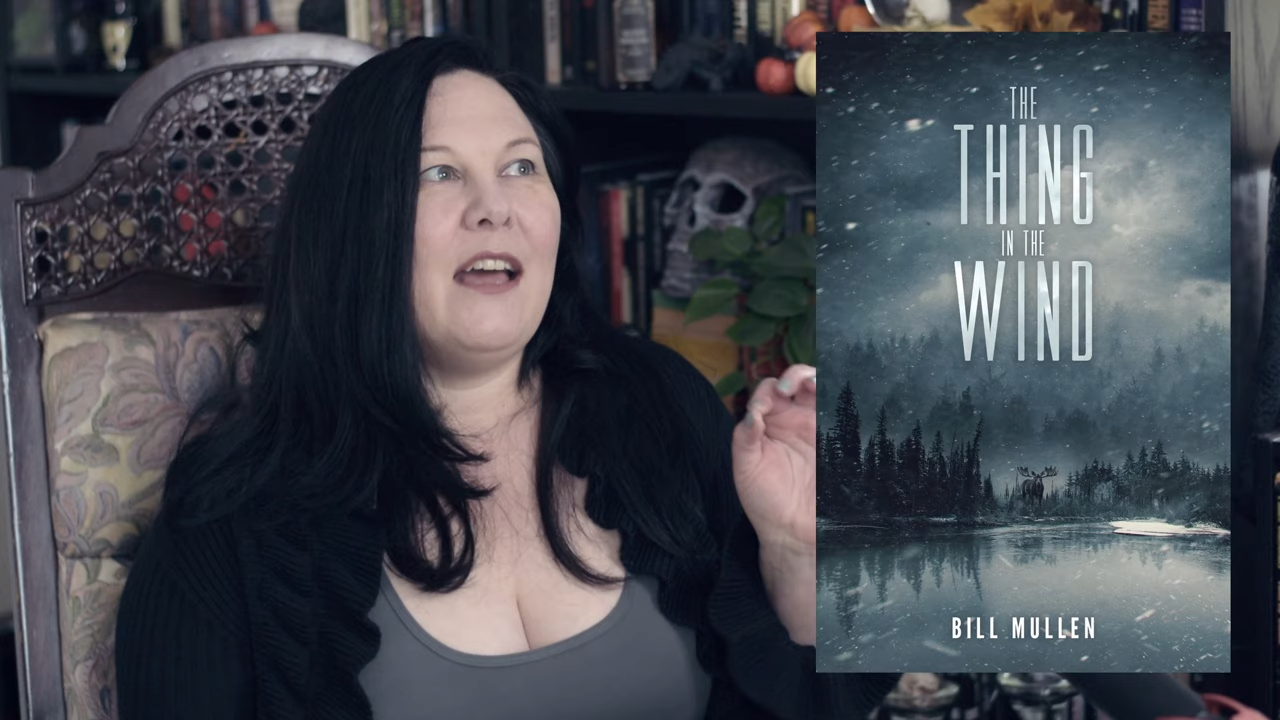 THE
THING
IN THE
WIND
BILL MULLEN